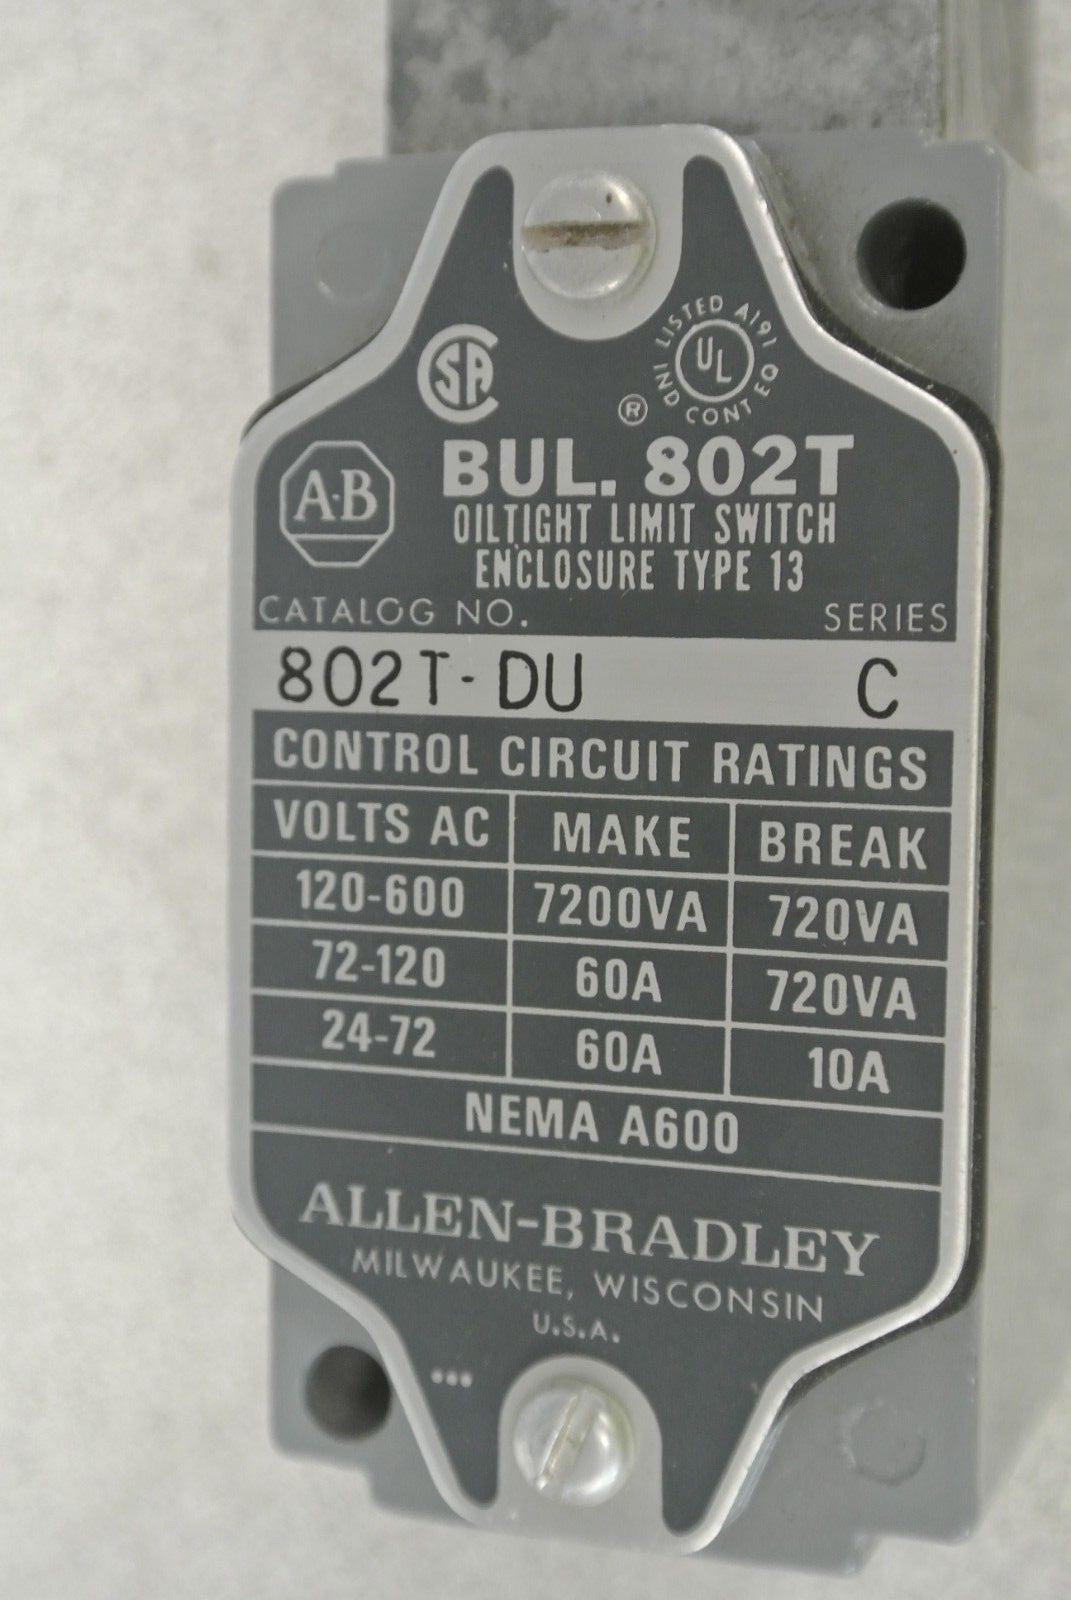 LISTED A191
UL
IND CONT EQ
SA
®
A·B
BUL. 802T
OILTIGHT LIMIT SWITCH
ENCLOSURE TYPE 13
CATALOG NO. SERIES
802T-DU C
CONTROL CIRCUIT RATINGS
VOLTS AC MAKE BREAK
120-600 7200VA 720VA
72-120 60A 720VA
24-72 60A 10A
NEMA A600
ALLEN-BRADLEY
MILWAUKEE, WISCONSIN
U.S.A.